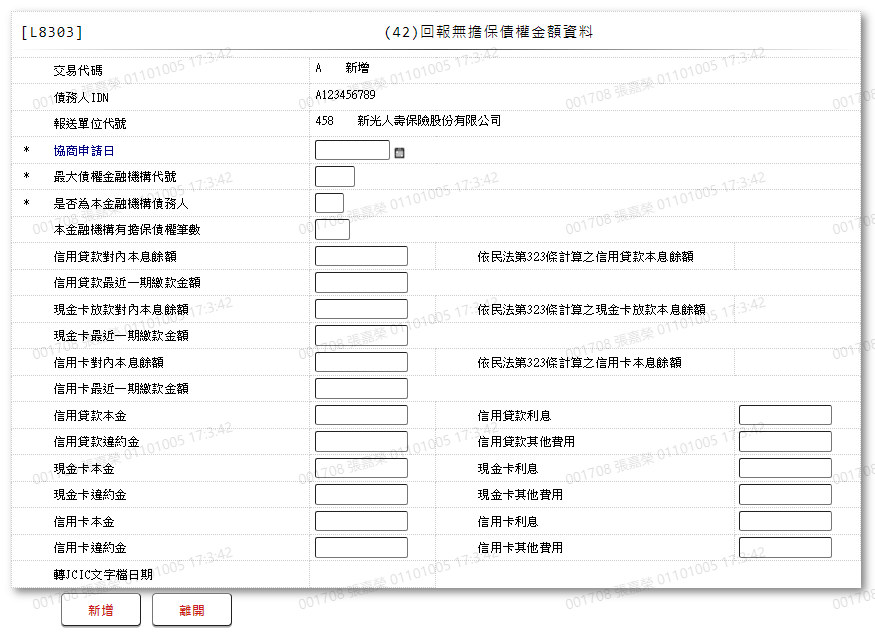 [L8303] (42)回報無擔保債權金額資料
交易代碼 A 新增
債務人IDN A123456789
報送單位代號 458 新光人壽保險股份有限公司
* 協商申請日
* 最大債權金融機構代號
* 是否為本金融機構債務人
本金融機構有擔保債權筆數
信用貸款對內本息餘額 依民法第323條計算之信用貸款本息餘額
信用貸款最近一期繳款金額
現金卡放款對內本息餘額 依民法第323條計算之現金卡放款本息餘額
現金卡最近一期繳款金額
信用卡對內本息餘額 依民法第323條計算之信用卡本息餘額
信用卡最近一期繳款金額
信用貸款本金 信用貸款利息
信用貸款違約金 信用貸款其他費用
現金卡本金 現金卡利息
現金卡違約金 現金卡其他費用
信用卡本金 信用卡利息
信用卡違約金 信用卡其他費用
轉JCIC文字檔日期
新增 離開
001708 張嘉榮 01101005 17:3:42